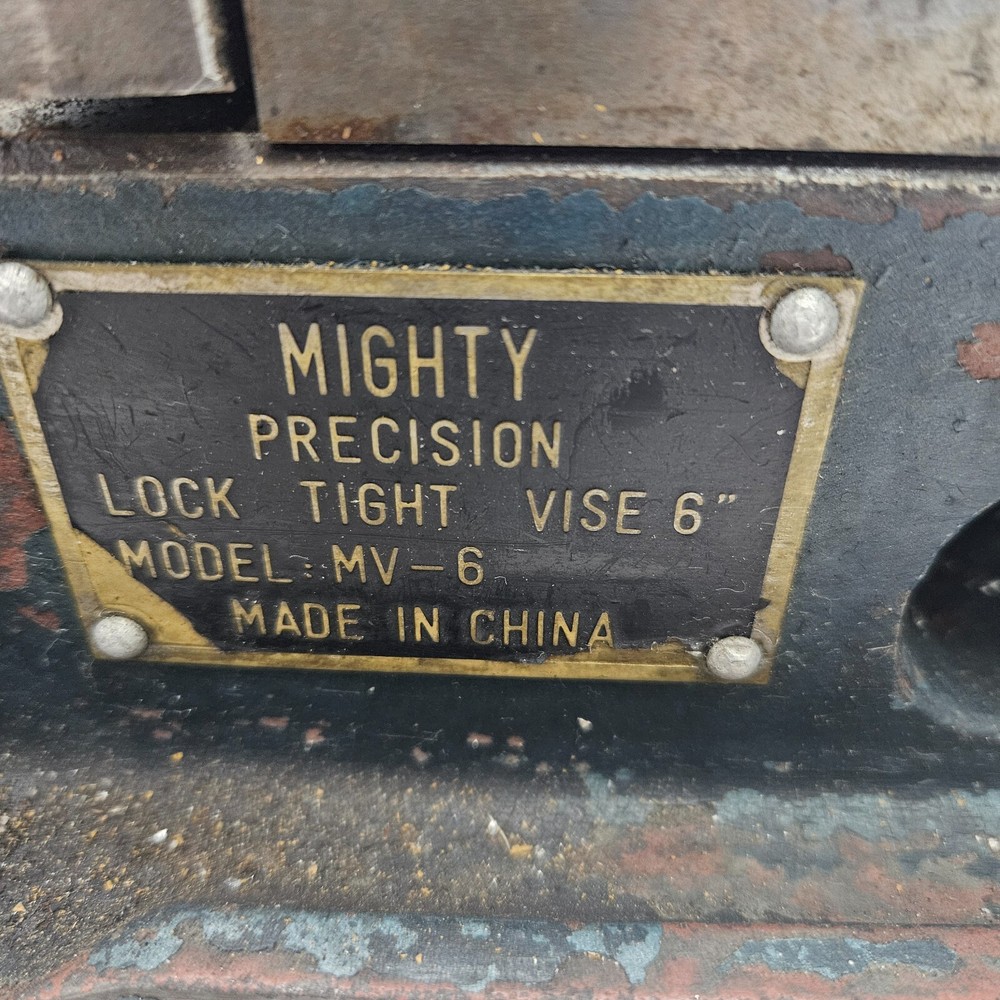 MIGHTY
PRECISION
LOCK TIGHT VISE 6"
MODEL: MV-6
MADE IN CHINA